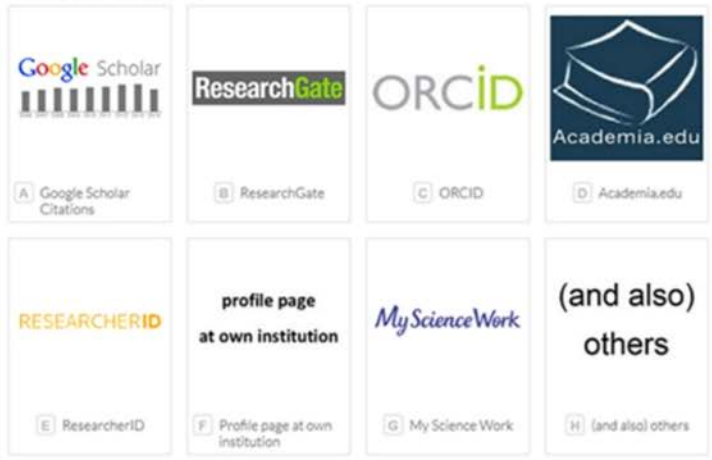 Google Scholar
ResearchGate
ORCiD
Academia.edu
A Google Scholar
Citations
B ResearchGate
C ORCID
D Academia.edu
RESEARCHERID
profile page
at own institution
MyScienceWork
(and also)
others
E ResearcherID
F Profile page at own
institution
G My Science Work
H (and also) others